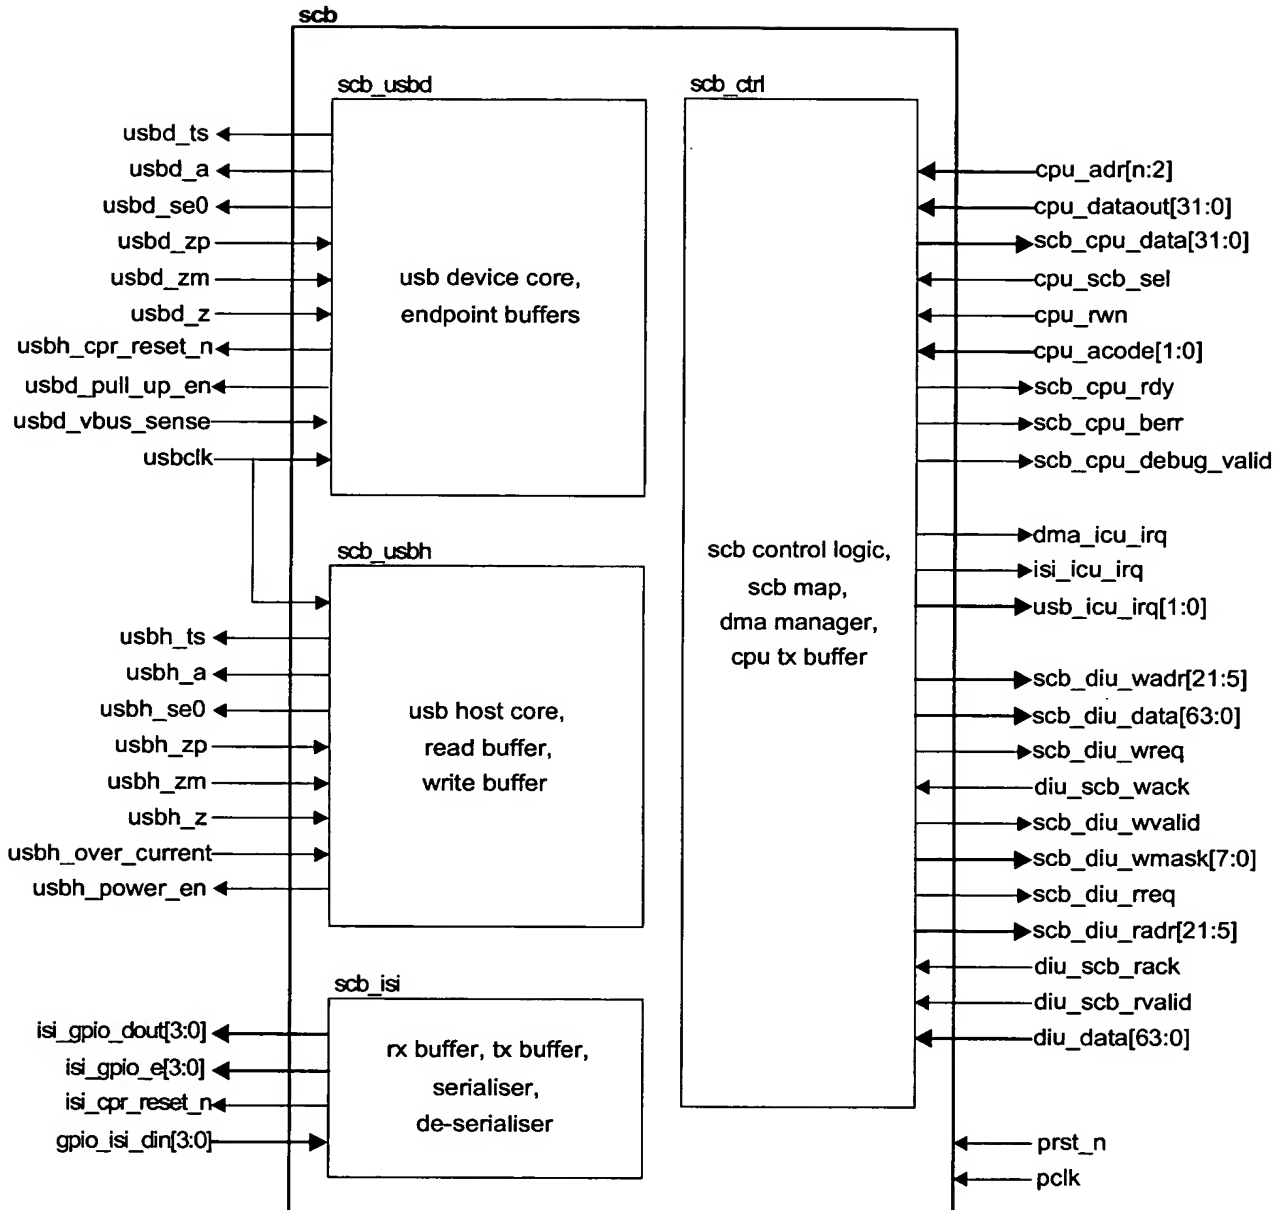 scb
scb_usbd
usbd_ts
usbd_a
usbd_se0
usbd_zp
usbd_zm
usbd_z
usbh_cpr_reset_n
usbd_pull_up_en
usbd_vbus_sense
usbclk
usb device core,
endpoint buffers
scb_usbh
usbh_ts
usbh_a
usbh_se0
usbh_zp
usbh_zm
usbh_z
usbh_over_current
usbh_power_en
usb host core,
read buffer,
write buffer
scb_isi
isi_gpio_dout[3:0]
isi_gpio_e[3:0]
isi_cpr_reset_n
gpio_isi_din[3:0]
rx buffer, tx buffer,
serialiser,
de-serialiser
scb_ctrl
scb control logic,
scb map,
dma manager,
cpu tx buffer
cpu_adr[n:2]
cpu_dataout[31:0]
scb_cpu_data[31:0]
cpu_scb_sel
cpu_rwn
cpu_acode[1:0]
scb_cpu_rdy
scb_cpu_berr
scb_cpu_debug_valid
dma_icu_irq
isi_icu_irq
usb_icu_irq[1:0]
scb_diu_wadr[21:5]
scb_diu_data[63:0]
scb_diu_wreq
diu_scb_wack
scb_diu_wvalid
scb_diu_wmask[7:0]
scb_diu_rreq
scb_diu_radr[21:5]
diu_scb_rack
diu_scb_rvalid
diu_data[63:0]
prst_n
pclk